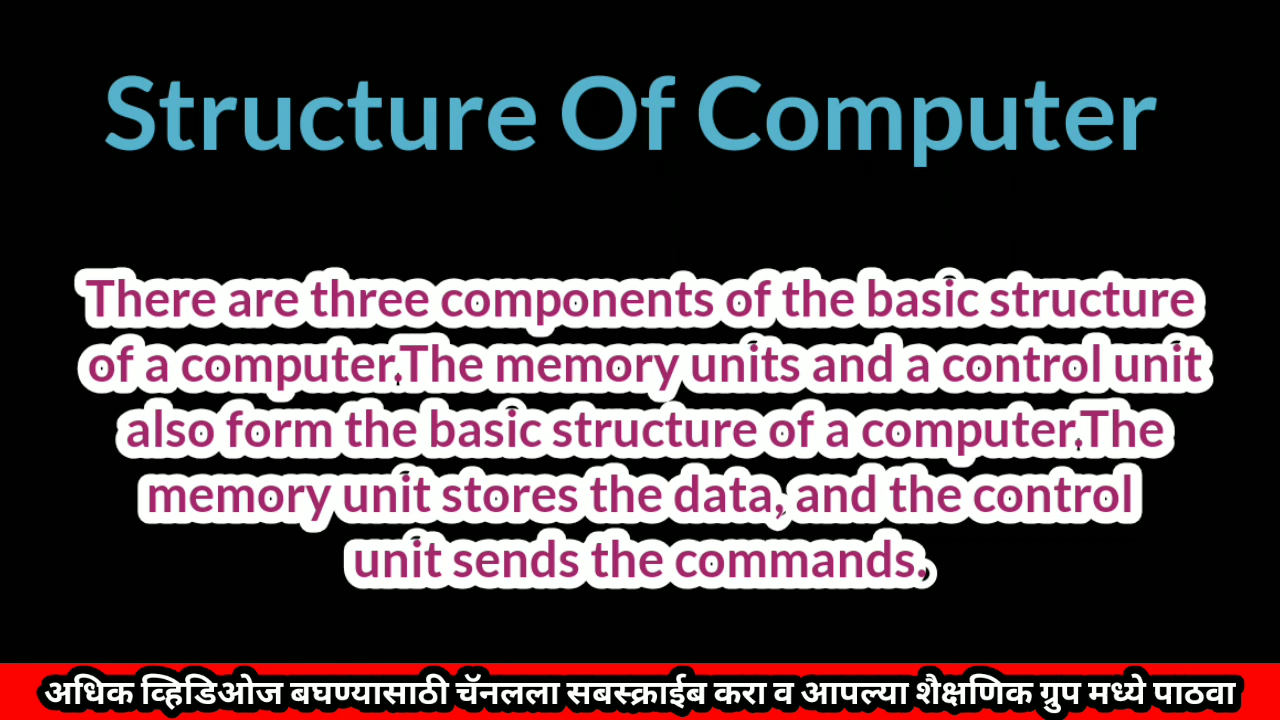 Structure Of Computer
There are three components of the basic structure
of a computer.The memory units and a control unit
also form the basic structure of a computer.The
memory unit stores the data, and the control
unit sends the commands.
अधिक व्हिडिओज बघण्यासाठी चॅनलला सबस्क्राईब करा व आपल्या शैक्षणिक ग्रुप मध्ये पाठवा